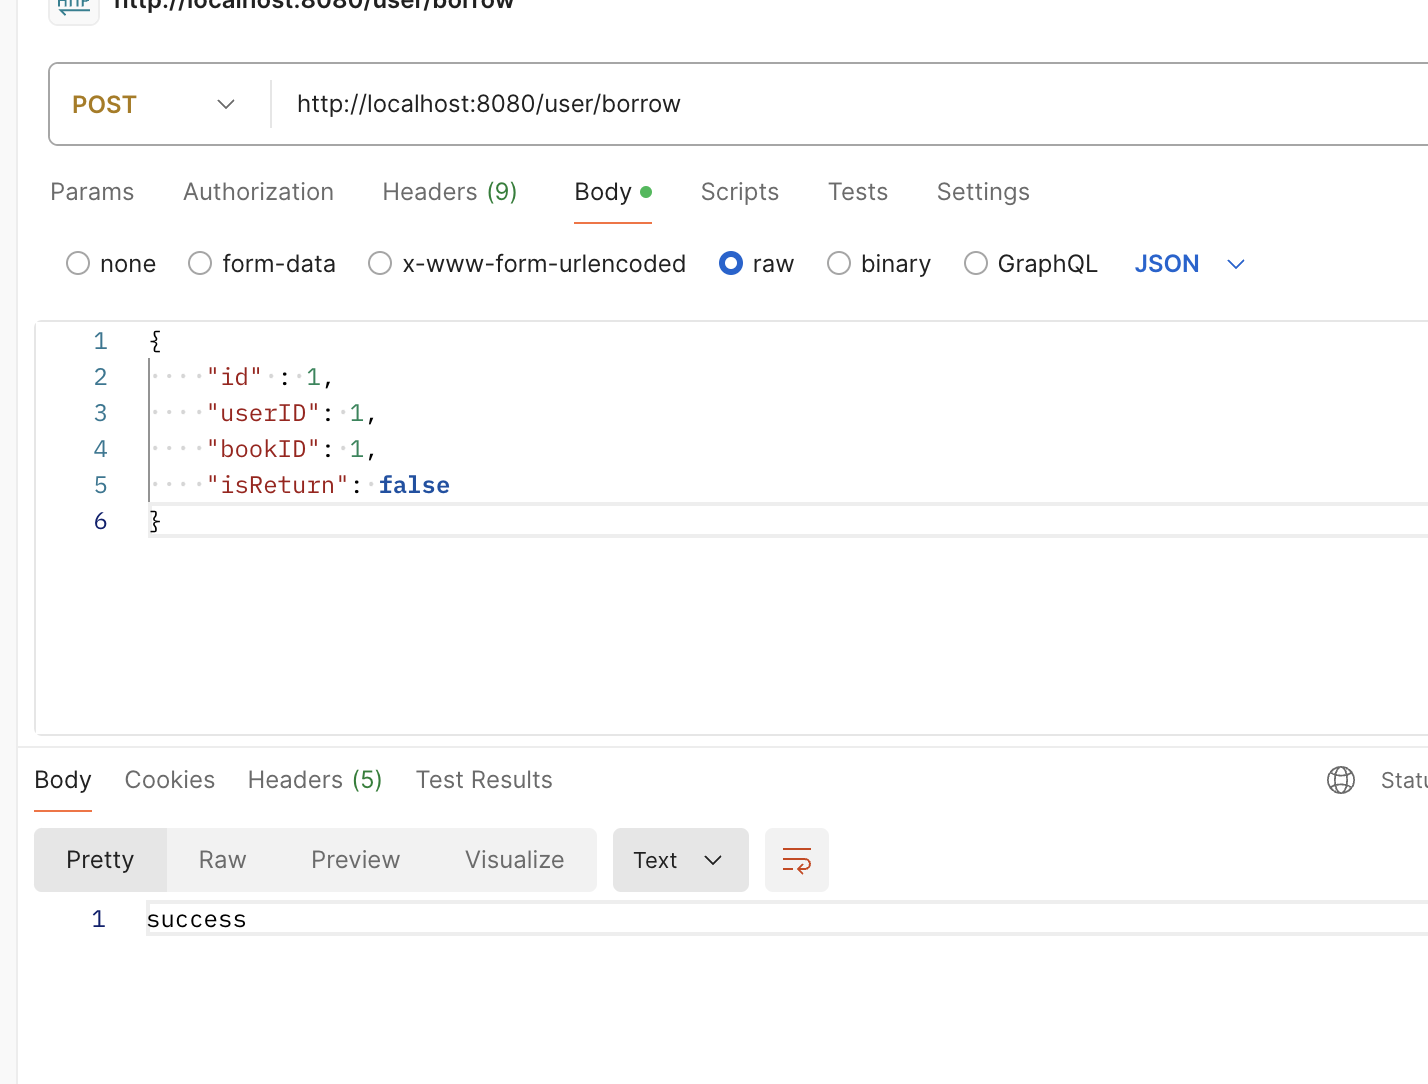 HTTP http://localhost:8080/user/borrow
POST http://localhost:8080/user/borrow
Params Authorization Headers (9) Body Scripts Tests Settings
none form-data x-www-form-urlencoded raw binary GraphQL JSON
1 {
2 "id" : 1,
3 "userID": 1,
4 "bookID": 1,
5 "isReturn": false
6 }
Body Cookies Headers (5) Test Results Statu
Pretty Raw Preview Visualize Text
1 success